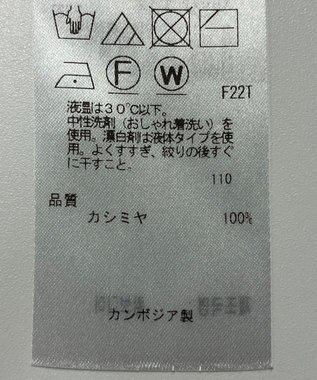 F W
F221
液温は30℃以下。
中性洗剤（おしゃれ着洗い）を
使用。漂白剤は液体タイプを使
用。よくすすぎ、絞りの後すぐ
に干すこと。
110
品質
カシミヤ 100%
カンボジア製